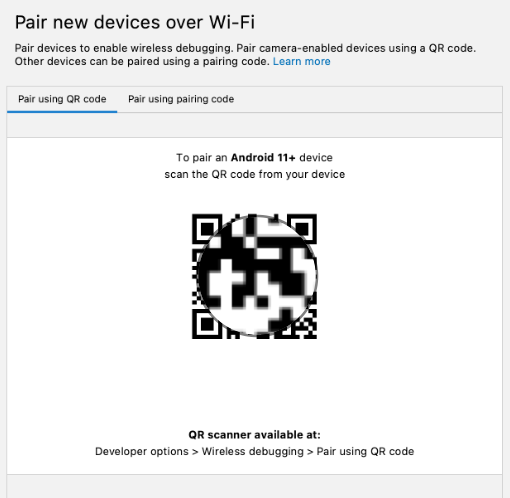 Pair new devices over Wi-Fi
Pair devices to enable wireless debugging. Pair camera-enabled devices using a QR code.
Other devices can be paired using a pairing code. Learn more
Pair using QR code
Pair using pairing code
To pair an Android 11+ device
scan the QR code from your device
QR scanner available at:
Developer options > Wireless debugging > Pair using QR code